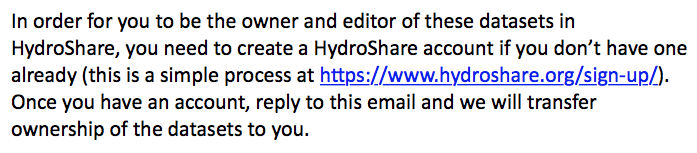 In order for you to be the owner and editor of these datasets in
HydroShare, you need to create a HydroShare account if you don’t have one
already (this is a simple process at https://www.hydroshare.org/sign-up/).
Once you have an account, reply to this email and we will transfer
ownership of the datasets to you.